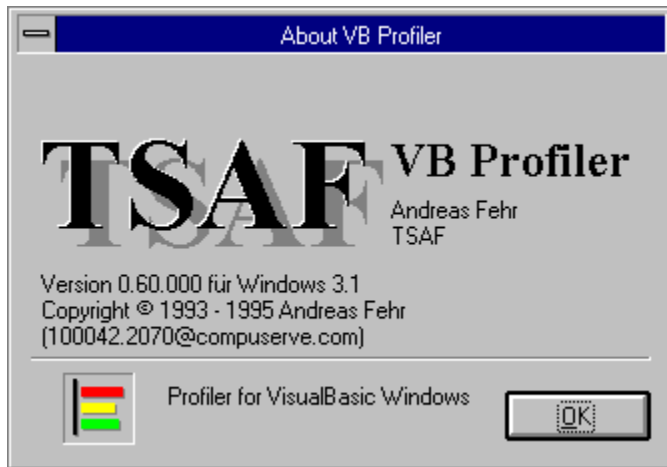 About VB Profiler
TSAF
VB Profiler
Andreas Fehr
TSAF
Version 0.60.000 für Windows 3.1
Copyright © 1993 - 1995 Andreas Fehr
(100042.2070@compuserve.com)
Profiler for VisualBasic Windows
OK